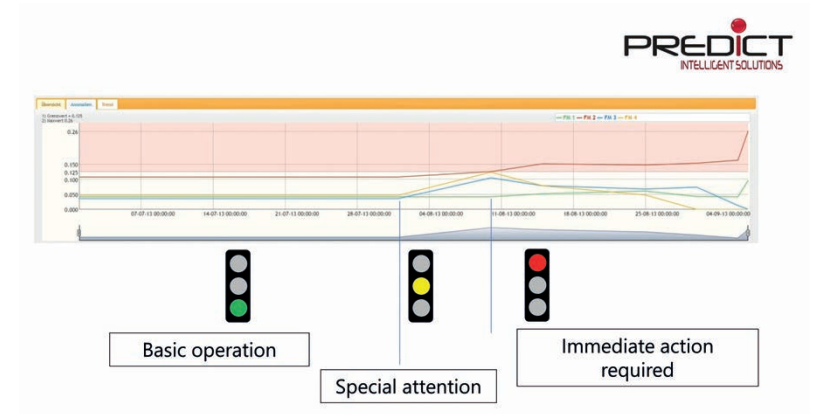 PREDICT
INTELLIGENT SOLUTIONS
FM 1 FM 2 FM 3 FM 4
0.26
0.150
0.125
0.100
0.050
0.000
07-07-13 00:00:00 14-07-13 00:00:00 21-07-13 00:00:00 28-07-13 00:00:00 04-08-13 00:00:00 11-08-13 00:00:00 18-08-13 00:00:00 25-08-13 00:00:00 04-09-13 00:00:00
Basic operation
Special attention
Immediate action
required